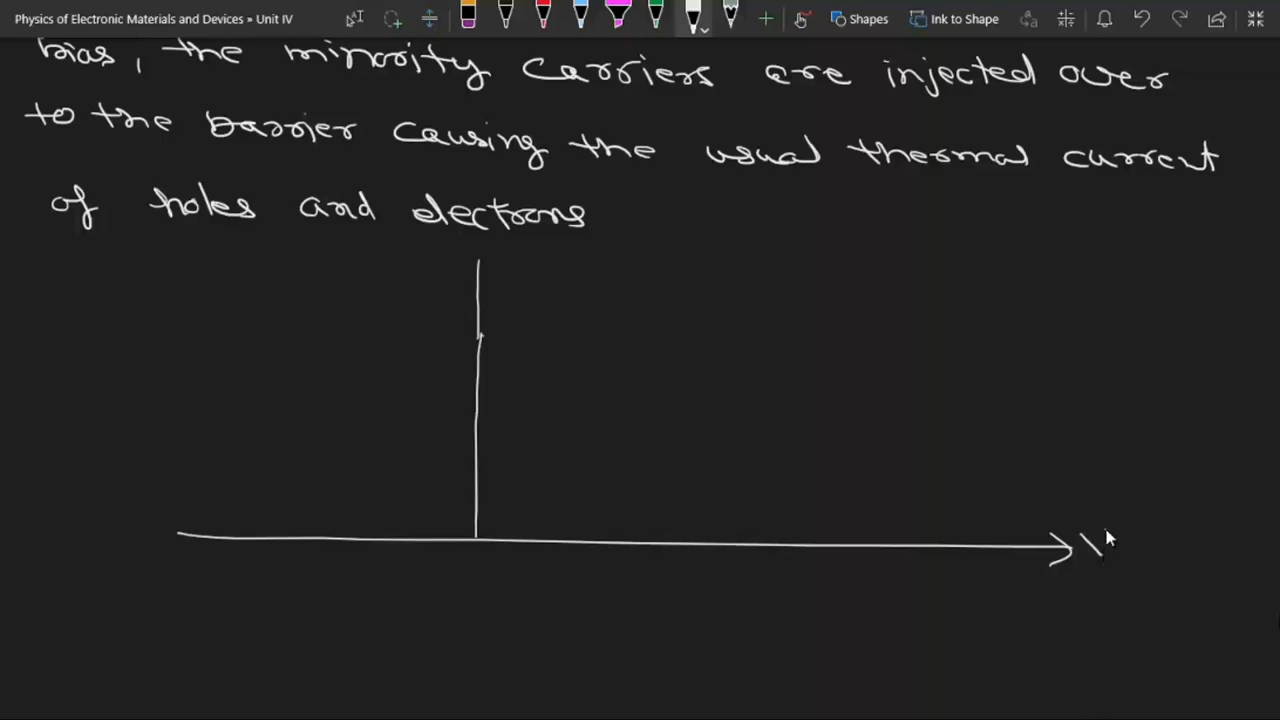 Physics of Electronic Materials and Devices » Unit IV
Shapes
Ink to Shape
bias, the minority carriers are injected over
to the barrier causing the usual thermal current
of holes and electrons